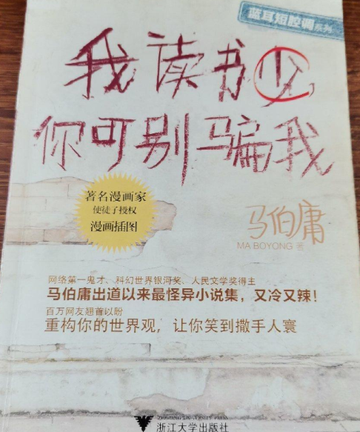 蓝耳短腔调系列
我读书少
你可别骗我
著名漫画家
使徒子授权
漫画插图
马伯庸
MA BOYONG 著
网络第一鬼才、科幻世界银河奖、人民文学奖得主
马伯庸出道以来最怪异小说集，又冷又辣！
百万网友翘首以盼
重构你的世界观，让你笑到撒手人寰
浙江大学出版社